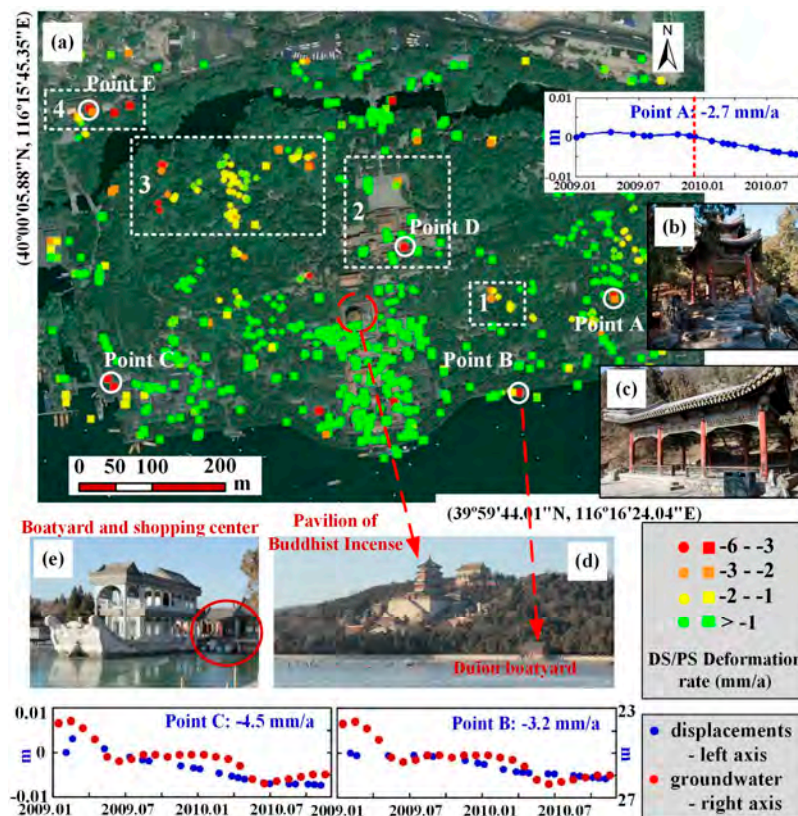 (a)
N
Point E
4
(40°00'05.88"N, 116°15'45.35"E)
3
2
Point D
1
Point A
Point C
Point B
0 50 100 200
m
0.01
Point A: -2.7 mm/a
m
-0.01
2009.01 2009.07 2010.01 2010.07
(b)
(c)
(39°59'44.01"N, 116°16'24.04"E)
Boatyard and shopping center
(e)
Pavilion of
Buddhist Incense
(d)
Duion boatyard
-6 - -3
-3 - -2
-2 - -1
> -1
DS/PS Deformation
rate (mm/a)
0.01
Point C: -4.5 mm/a
m
0
-0.01
2009.01 2009.07 2010.01 2010.07
Point B: -3.2 mm/a
23
m
27
2009.01 2009.07 2010.01 2010.07
displacements
- left axis
groundwater
- right axis